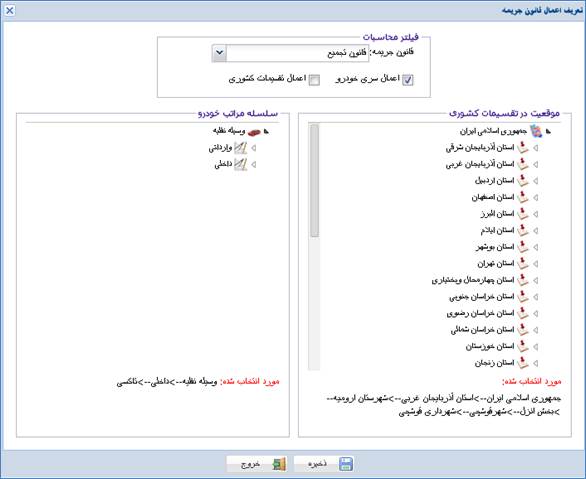 تعریف اعمال قانون جریمه
فیلتر محاسبات
قانون جریمه: قانون تجمیع
اعمال سری خودرو
اعمال تقسیمات کشوری
موقعیت در تقسیمات کشوری
جمهوری اسلامی ایران
استان آذربایجان شرقی
استان آذربایجان غربی
استان اردبیل
استان اصفهان
استان البرز
استان ایلام
استان بوشهر
استان تهران
استان چهارمحال وبختیاری
استان خراسان جنوبی
استان خراسان رضوی
استان خراسان شمالی
استان خوزستان
استان زنجان
مورد انتخاب شده:
جمهوری اسلامی ایران-->استان آذربایجان غربی-->شهرستان ارومیه--
>بخش انزل-->شهرقوشچی-->شهرداری قوشچی
سلسله مراتب خودرو
وسیله نقلیه
وارداتی
داخلی
مورد انتخاب شده: وسیله نقلیه-->داخلی-->تاکسی
ذخیره
خروج